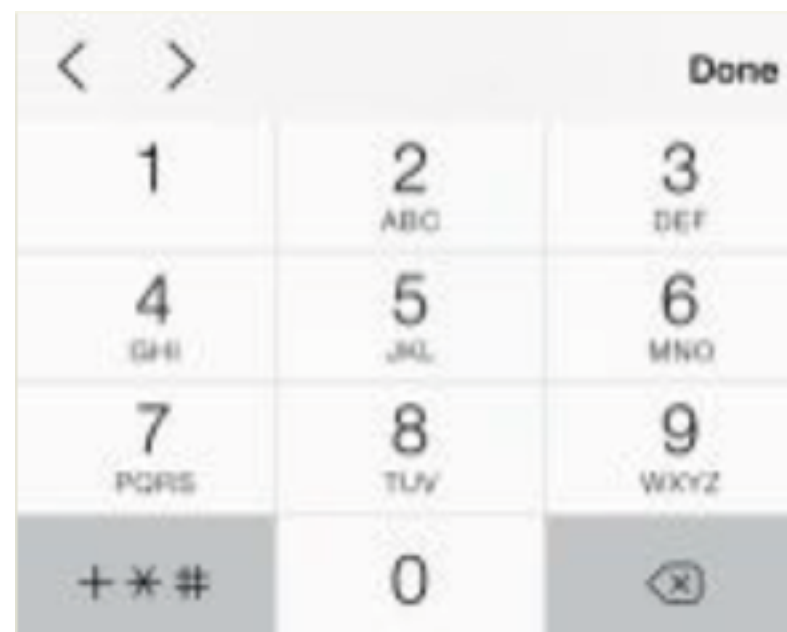 < > Done
1 2 3
ABC DEF
4 5 6
GHI JKL MNO
7 8 9
PQRS TUV WXYZ
+*# 0